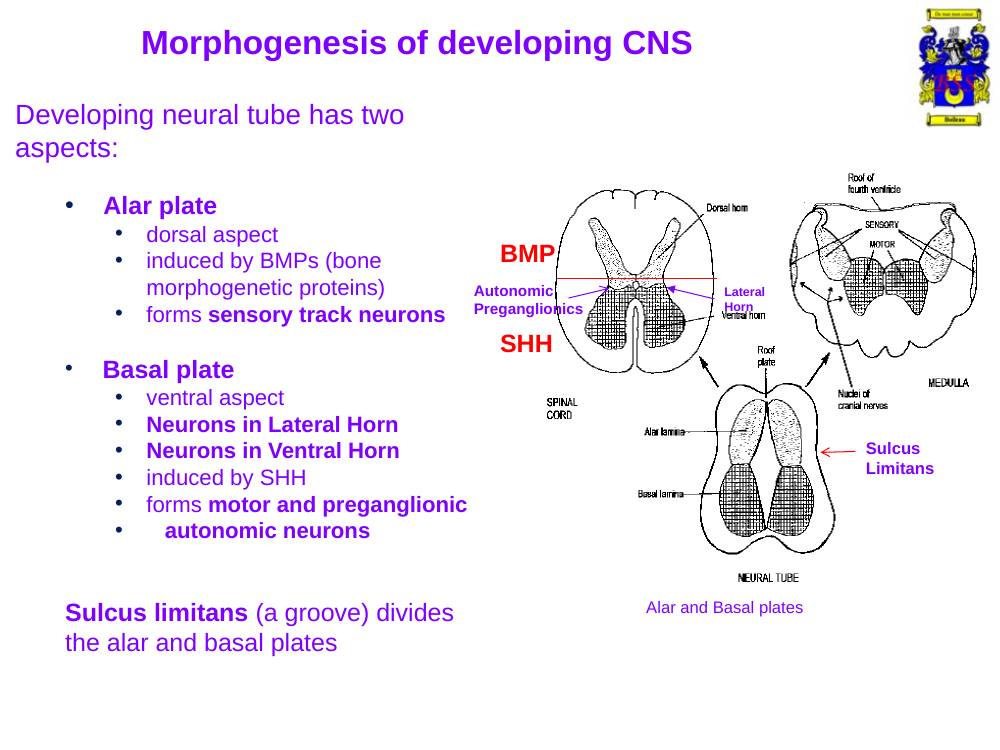 Morphogenesis of developing CNS
Developing neural tube has two
aspects:
• Alar plate
• dorsal aspect
• induced by BMPs (bone
morphogenetic proteins)
• forms sensory track neurons
• Basal plate
• ventral aspect
• Neurons in Lateral Horn
• Neurons in Ventral Horn
• induced by SHH
• forms motor and preganglionic
• autonomic neurons
Sulcus limitans (a groove) divides
the alar and basal plates
BMP
Autonomic
Preganglionics
SHH
Dorsal horn
Lateral
Horn
Ventral horn
SPINAL
CORD
Roof of
fourth ventricle
SENSORY
MOTOR
Nuclei of
cranial nerves
MEDULLA
Roof
plate
Alar lamina
Basal lamina
Sulcus
Limitans
NEURAL TUBE
Alar and Basal plates